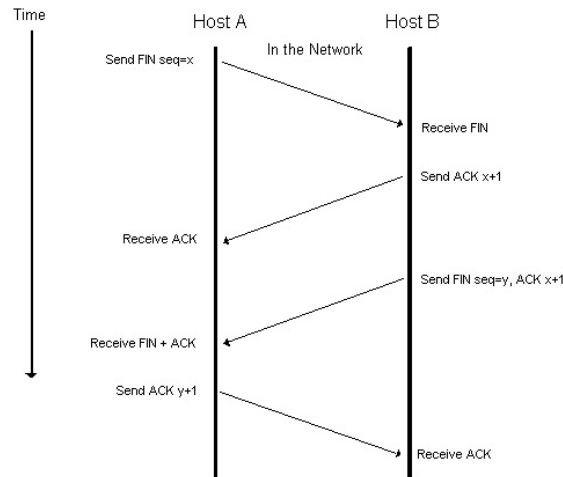 Time
Host A
Host B
In the Network
Send FIN seq=x
Receive FIN
Send ACK x+1
Receive ACK
Send FIN seq=y, ACK x+1
Receive FIN + ACK
Send ACK y+1
Receive ACK